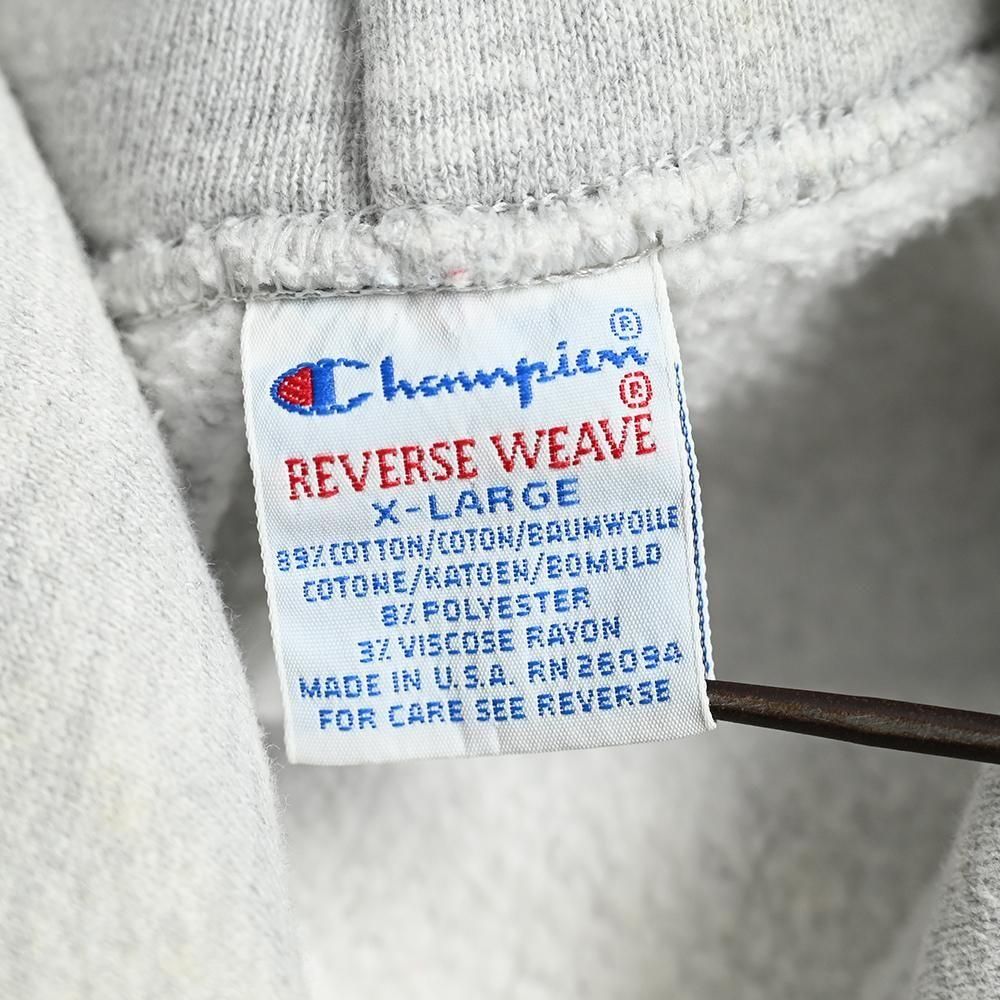 ®
Champion
®
REVERSE WEAVE
X-LARGE
89% COTTON/COTON/BAUMWOLLE
COTONE/KATOEN/BOMULD
8% POLYESTER
3% VISCOSE RAYON
MADE IN U.S.A. RN 26094
FOR CARE SEE REVERSE